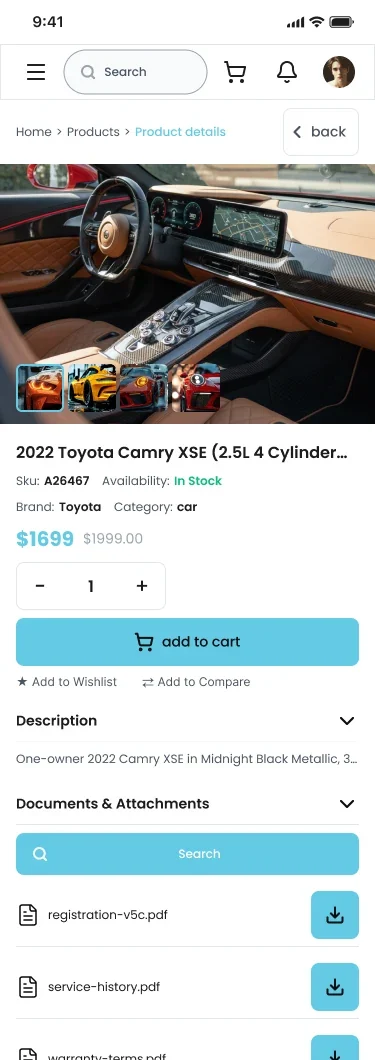 9:41
Search
Home > Products > Product details
back
2022 Toyota Camry XSE (2.5L 4 Cylinder...
Sku: A26467 Availability: In Stock
Brand: Toyota Category: car
$1699 $1999.00
- 1 +
add to cart
★ Add to Wishlist ⇄ Add to Compare
Description
One-owner 2022 Camry XSE in Midnight Black Metallic, 3...
Documents & Attachments
Search
registration-v5c.pdf
service-history.pdf
warranty-terms.pdf